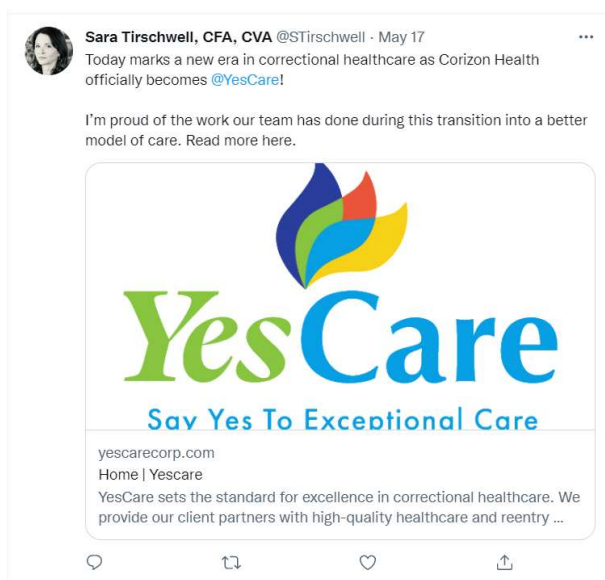 Sara Tirschwell, CFA, CVA @STirschwell · May 17 ...
Today marks a new era in correctional healthcare as Corizon Health
officially becomes @YesCare!
I'm proud of the work our team has done during this transition into a better
model of care. Read more here.
YesCare
Say Yes To Exceptional Care
yescarecorp.com
Home | Yescare
YesCare sets the standard for excellence in correctional healthcare. We
provide our client partners with high-quality healthcare and reentry ...